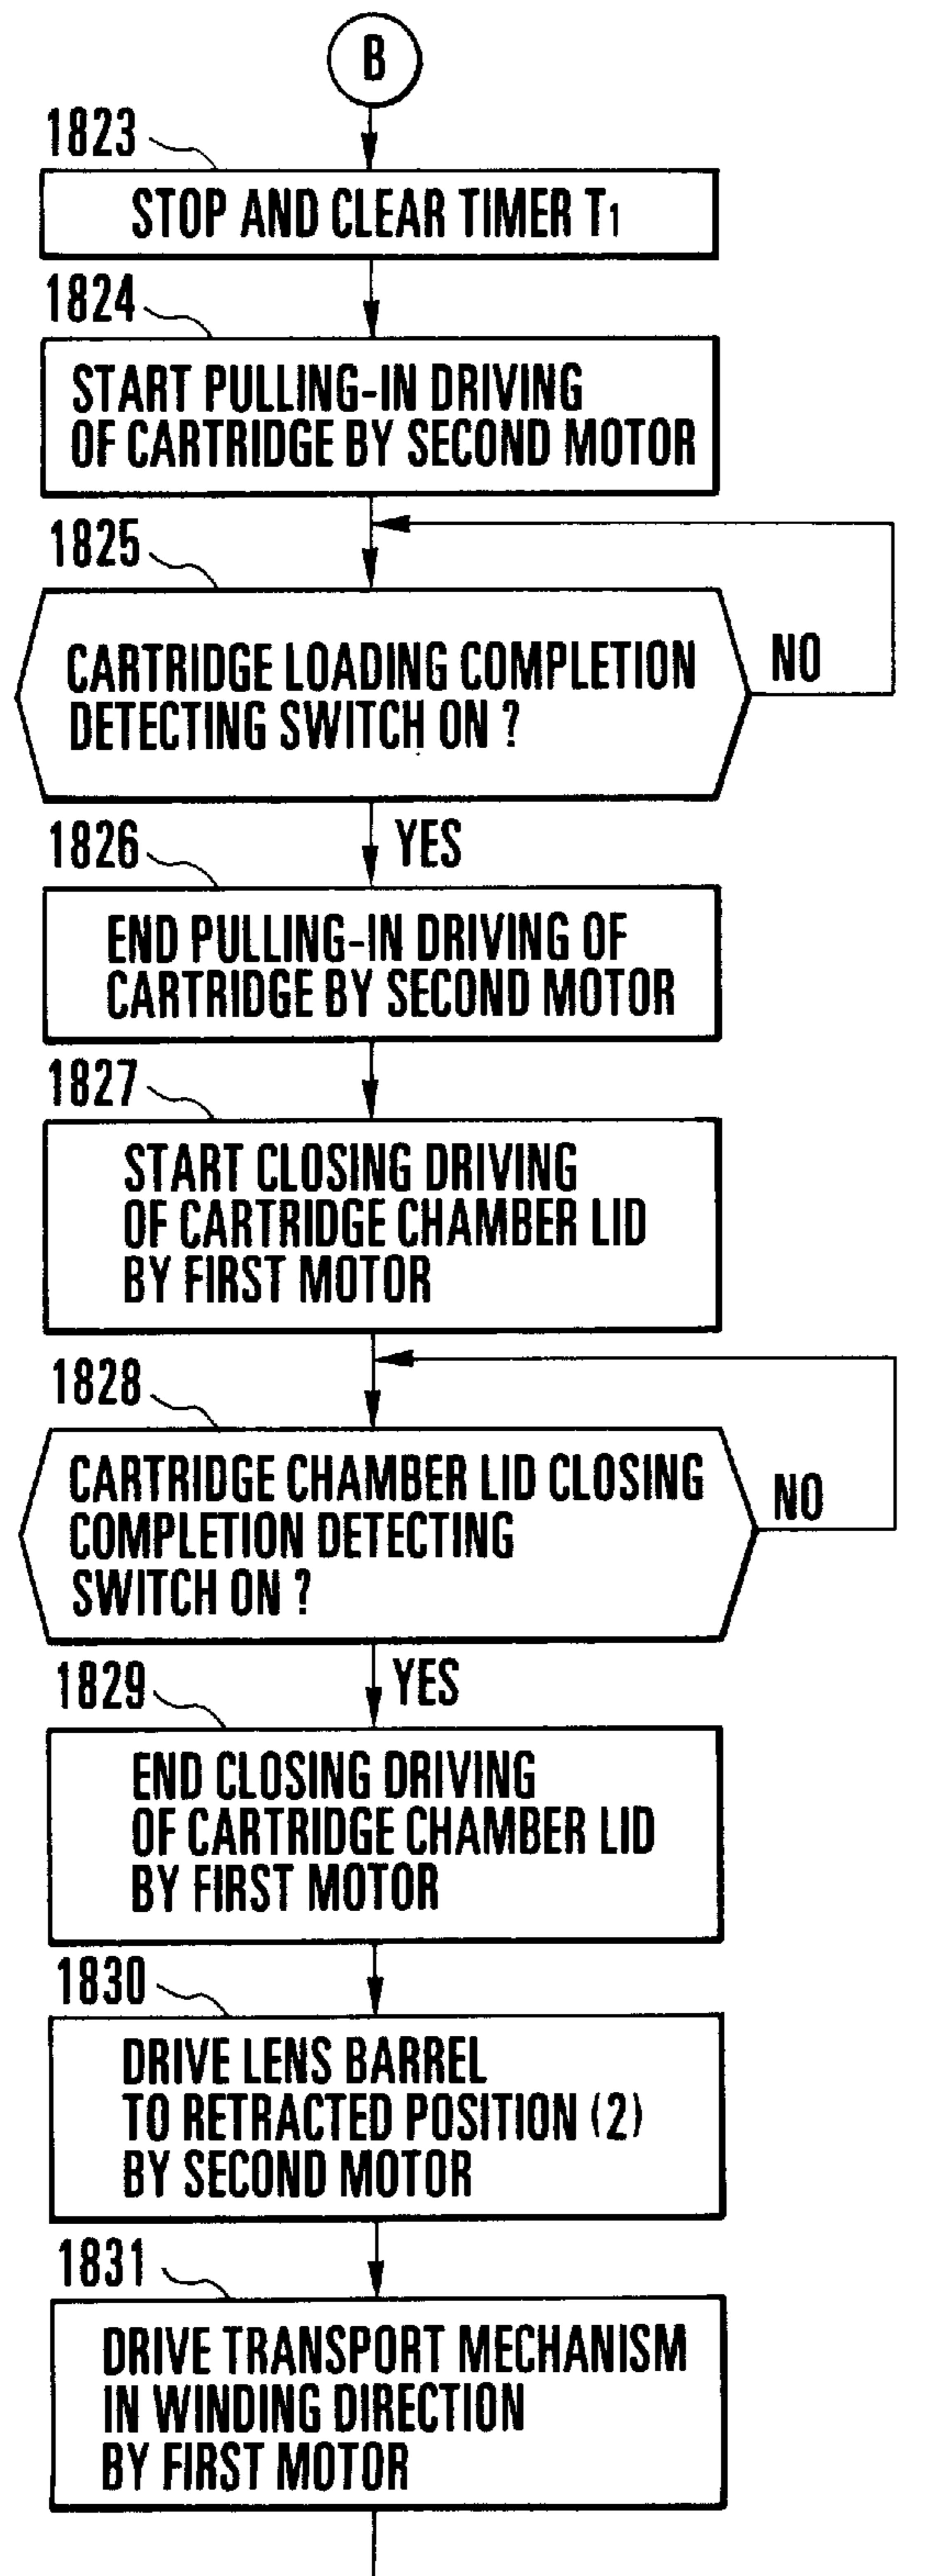 B
1823
STOP AND CLEAR TIMER T1
1824
START PULLING-IN DRIVING
OF CARTRIDGE BY SECOND MOTOR
1825
CARTRIDGE LOADING COMPLETION
DETECTING SWITCH ON ?
NO
YES
1826
END PULLING-IN DRIVING OF
CARTRIDGE BY SECOND MOTOR
1827
START CLOSING DRIVING
OF CARTRIDGE CHAMBER LID
BY FIRST MOTOR
1828
CARTRIDGE CHAMBER LID CLOSING
COMPLETION DETECTING
SWITCH ON ?
NO
YES
1829
END CLOSING DRIVING
OF CARTRIDGE CHAMBER LID
BY FIRST MOTOR
1830
DRIVE LENS BARREL
TO RETRACTED POSITION (2)
BY SECOND MOTOR
1831
DRIVE TRANSPORT MECHANISM
IN WINDING DIRECTION
BY FIRST MOTOR